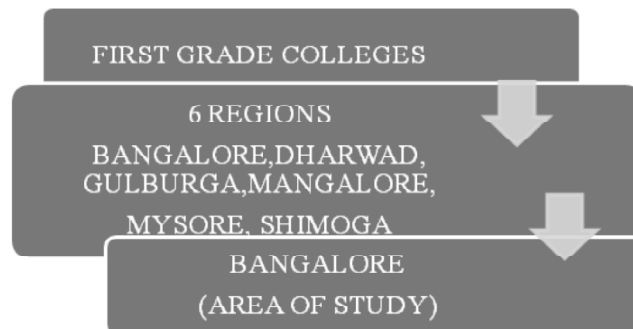 FIRST GRADE COLLEGES
6 REGIONS
BANGALORE,DHARWAD,
GULBURGA,MANGALORE,
MYSORE, SHIMOGA
BANGALORE
(AREA OF STUDY)